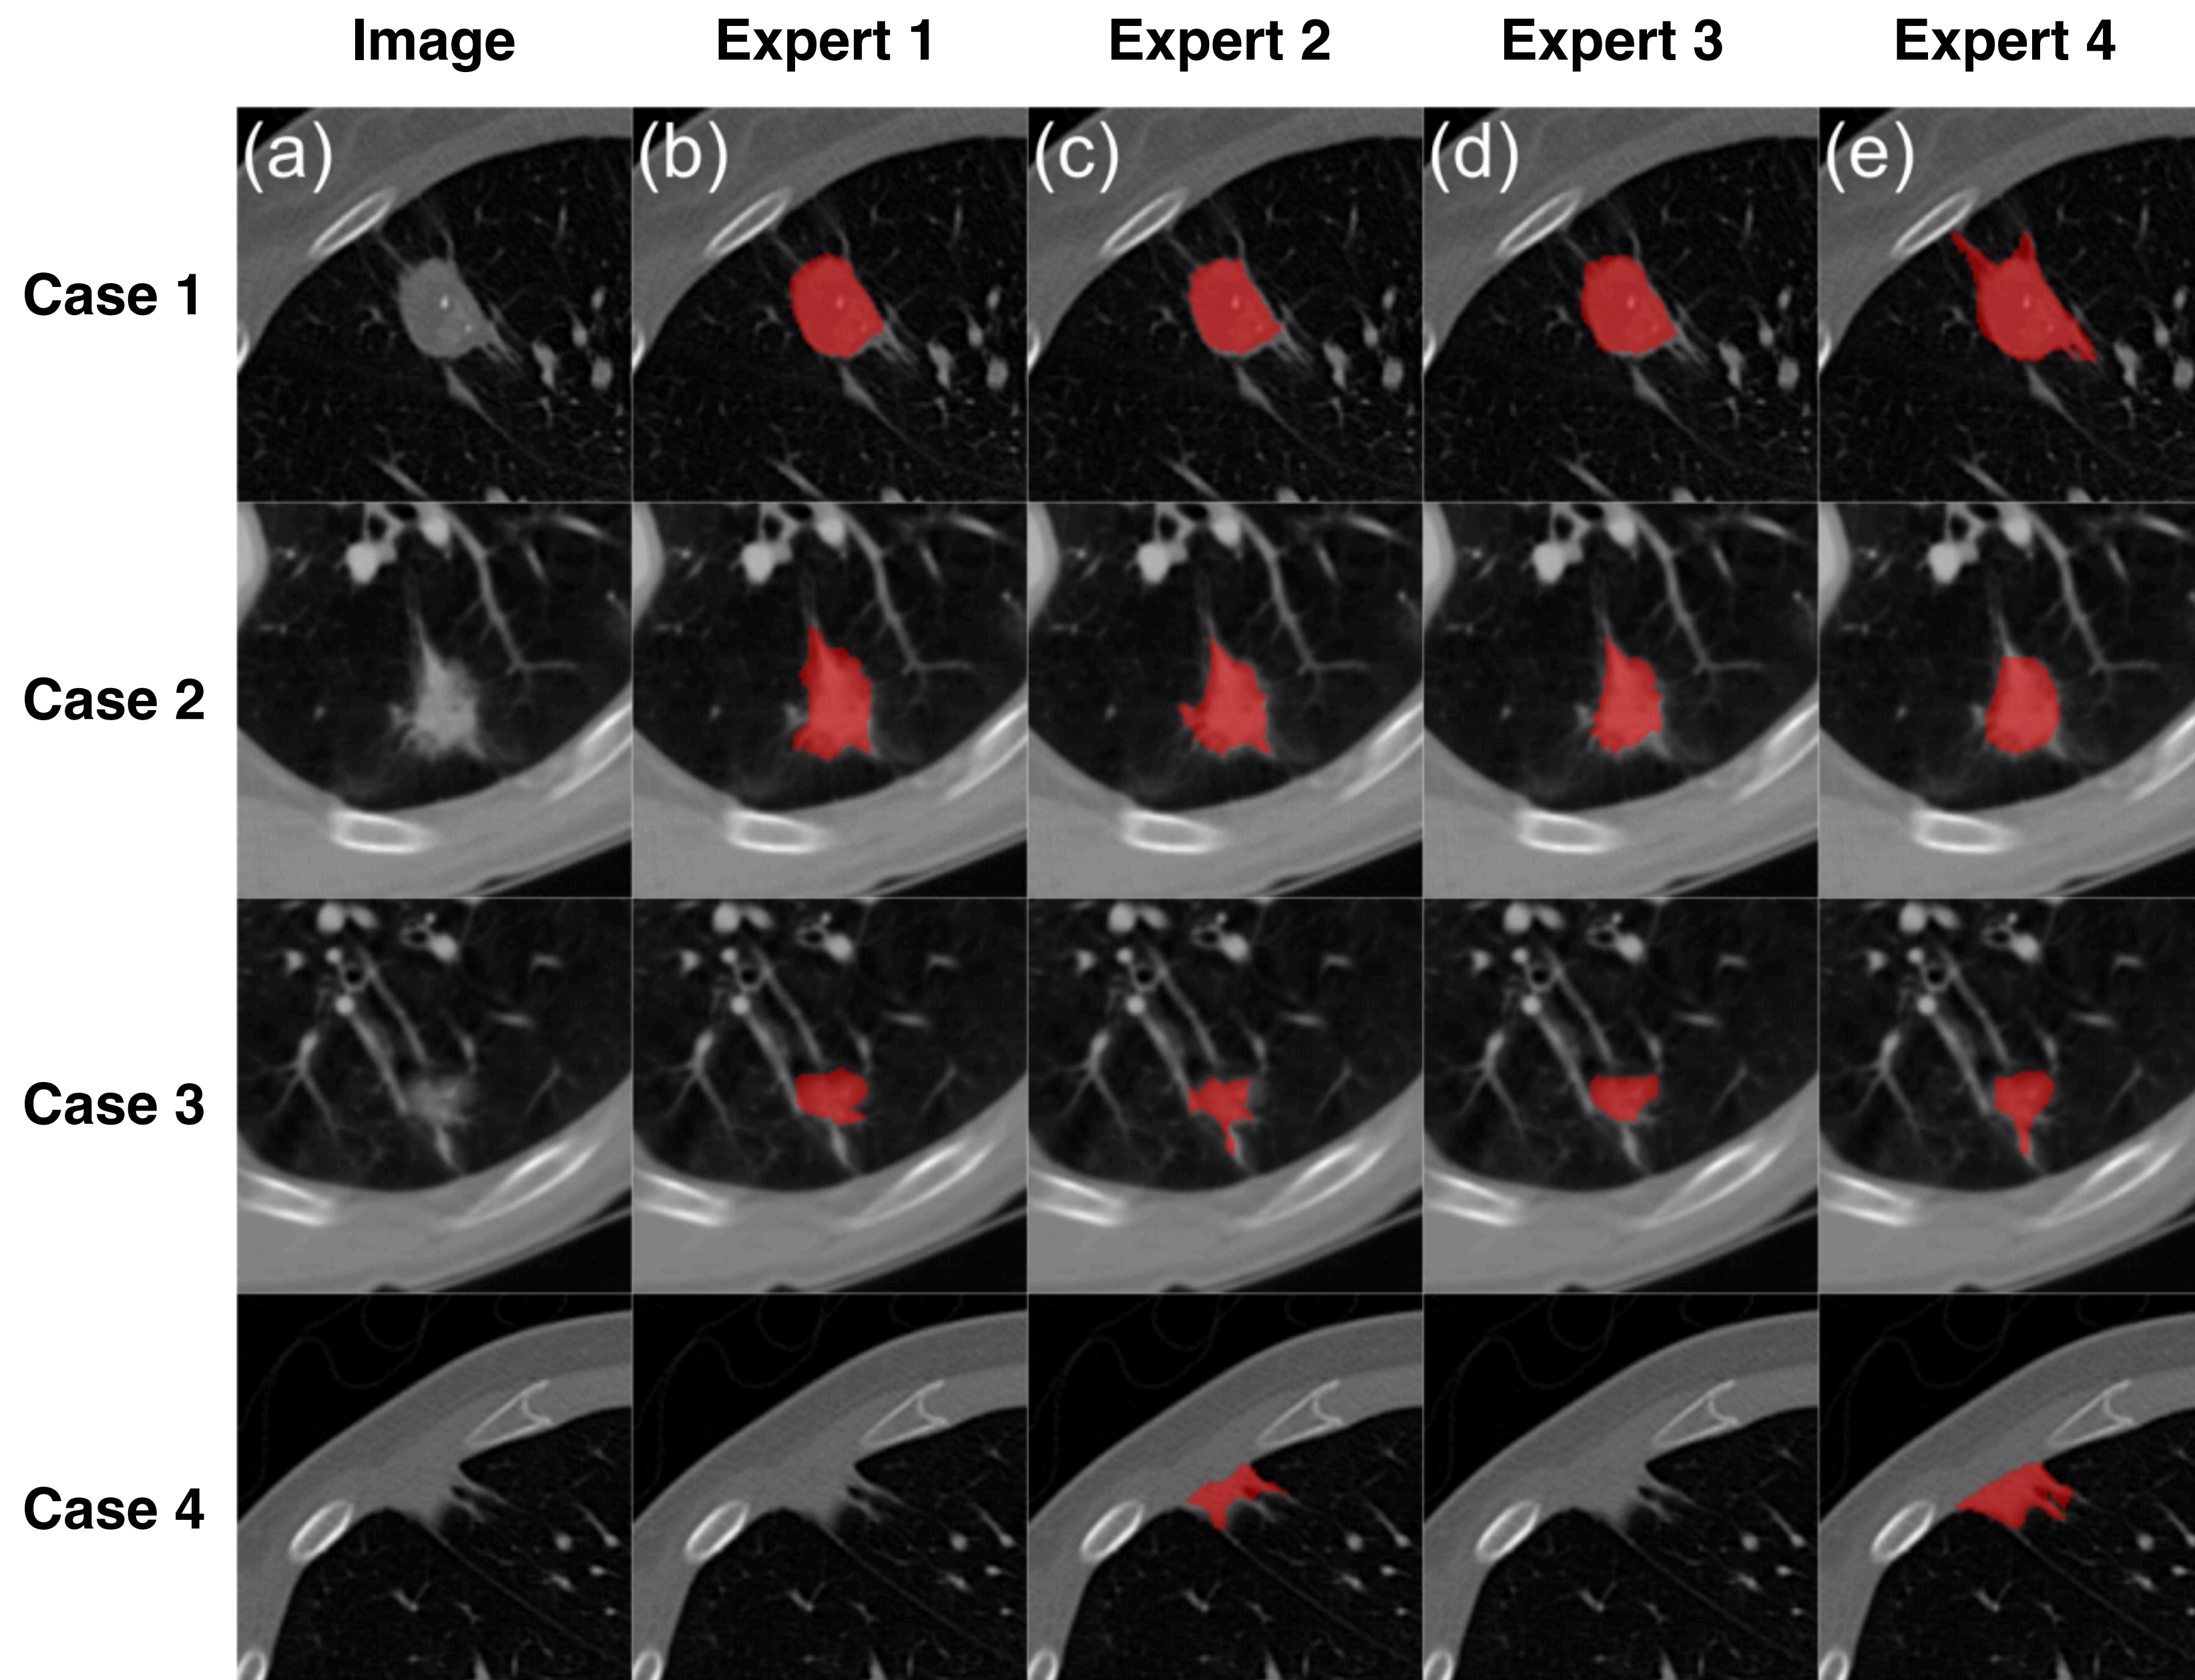 Image Expert 1 Expert 2 Expert 3 Expert 4
Case 1 (a) (b) (c) (d) (e)
Case 2
Case 3
Case 4